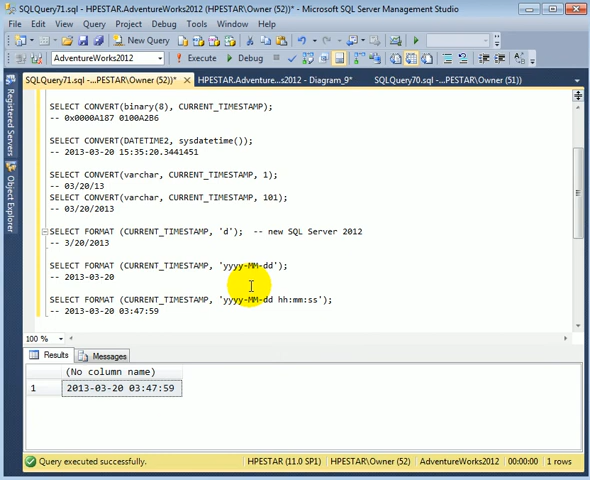 SQLQuery71.sql - HPESTAR.AdventureWorks2012 (HPESTAR\Owner (52))* - Microsoft SQL Server Management Studio
File Edit View Query Project Debug Tools Window Help
New Query
AdventureWorks2012 Execute Debug
SQLQuery71.sql -...PESTAR\Owner (52))* HPESTAR.Adventure...s2012 - Diagram_9* SQLQuery70.sql -...PESTAR\Owner (51))
Registered Servers
Object Explorer
SELECT CONVERT(binary(8), CURRENT_TIMESTAMP);
-- 0x0000A187 0100A2B6
SELECT CONVERT(DATETIME2, sysdatetime());
-- 2013-03-20 15:35:20.3441451
SELECT CONVERT(varchar, CURRENT_TIMESTAMP, 1);
-- 03/20/13
SELECT CONVERT(varchar, CURRENT_TIMESTAMP, 101);
-- 03/20/2013
SELECT FORMAT (CURRENT_TIMESTAMP, 'd'); -- new SQL Server 2012
-- 3/20/2013
SELECT FORMAT (CURRENT_TIMESTAMP, 'yyyy-MM-dd');
-- 2013-03-20
SELECT FORMAT (CURRENT_TIMESTAMP, 'yyyy-MM-dd hh:mm:ss');
-- 2013-03-20 03:47:59
100 %
Results Messages
(No column name)
1 2013-03-20 03:47:59
Query executed successfully. HPESTAR (11.0 SP1) HPESTAR\Owner (52) AdventureWorks2012 00:00:00 1 rows